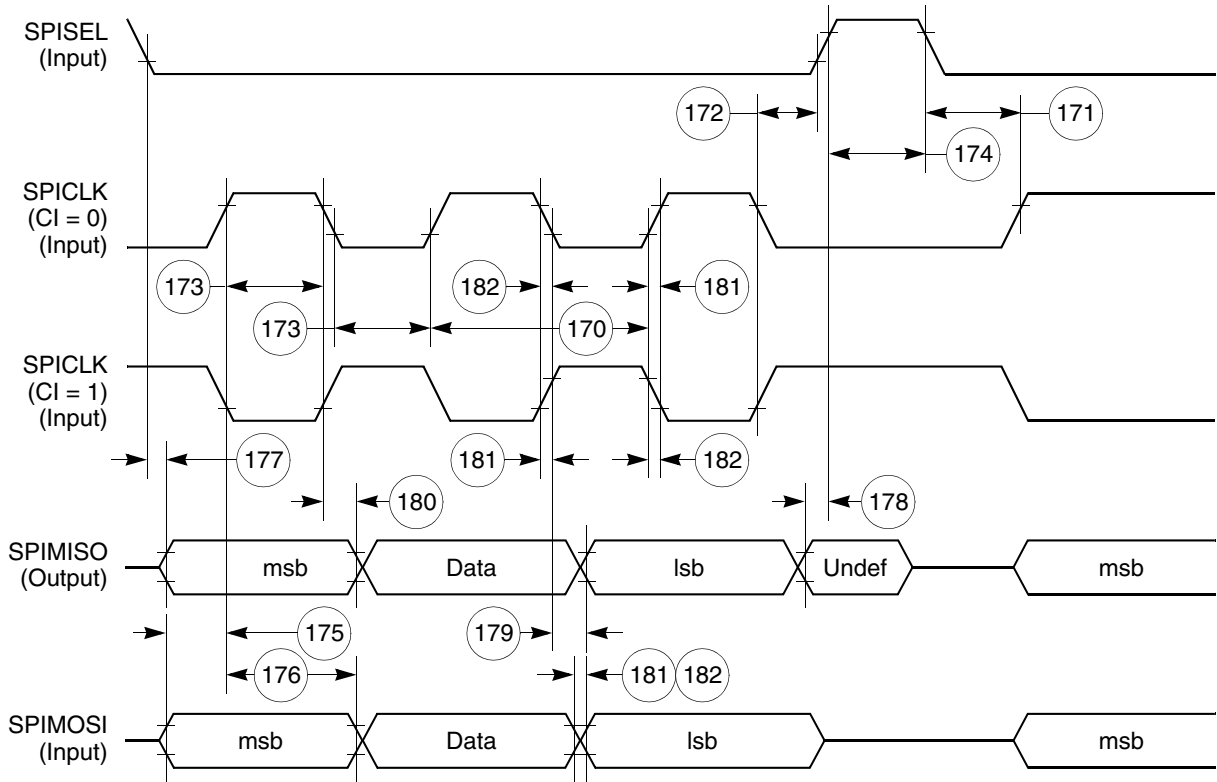 SPISEL
(Input)
172
171
174
SPICLK
(CI = 0)
(Input)
173
182
181
173
170
SPICLK
(CI = 1)
(Input)
177
181
182
180
178
SPIMISO
(Output)
msb
Data
lsb
Undef
msb
175
179
176
181
182
SPIMOSI
(Input)
msb
Data
lsb
msb